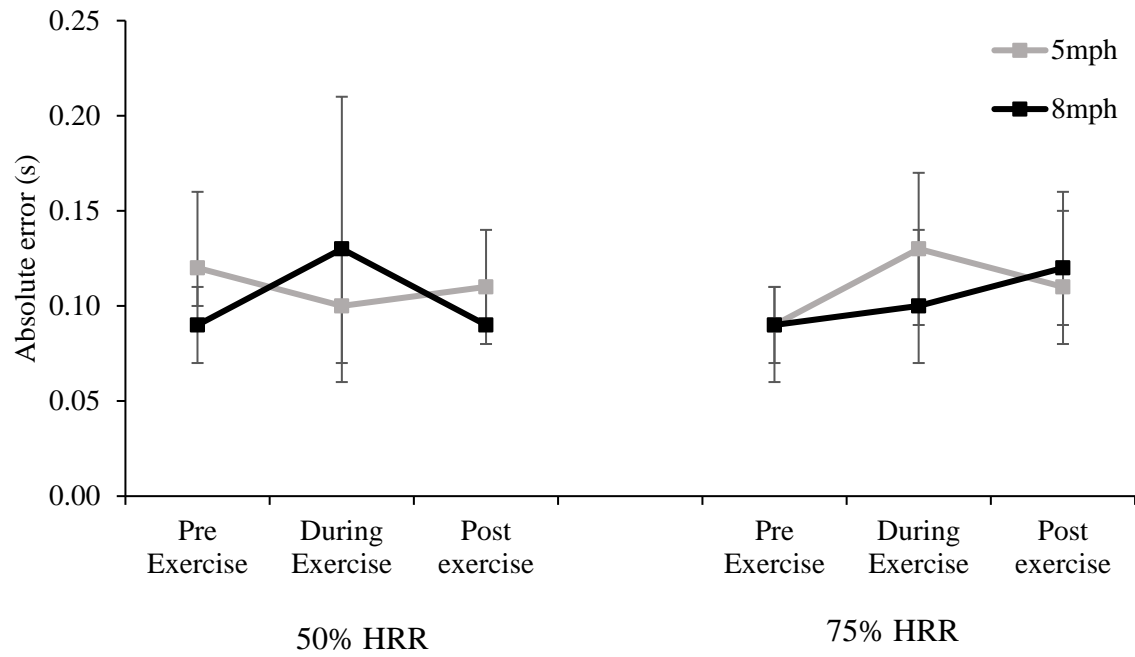 0.25
0.20
0.15
0.10
0.05
0.00
Absolute error (s)
5mph
8mph
Pre
Exercise
During
Exercise
Post
exercise
Pre
Exercise
During
Exercise
Post
exercise
50% HRR
75% HRR